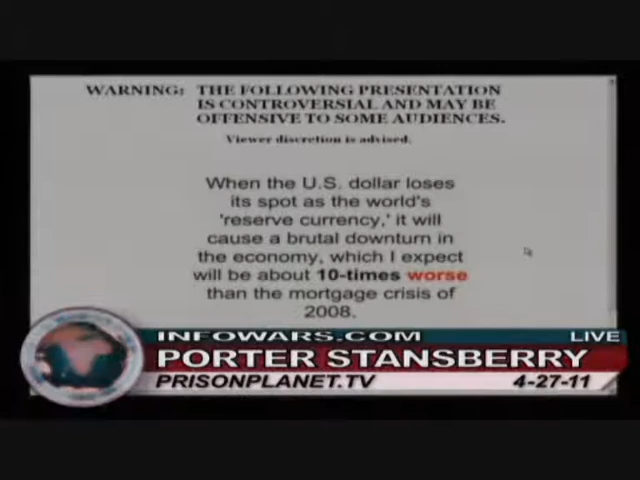 WARNING: THE FOLLOWING PRESENTATION
IS CONTROVERSIAL AND MAY BE
OFFENSIVE TO SOME AUDIENCES.
Viewer discretion is advised.
When the U.S. dollar loses
its spot as the world's
'reserve currency,' it will
cause a brutal downturn in
the economy, which I expect
will be about 10-times worse
than the mortgage crisis of
2008.
INFOWARS.COM LIVE
PORTER STANSBERRY
PRISONPLANET.TV 4-27-11